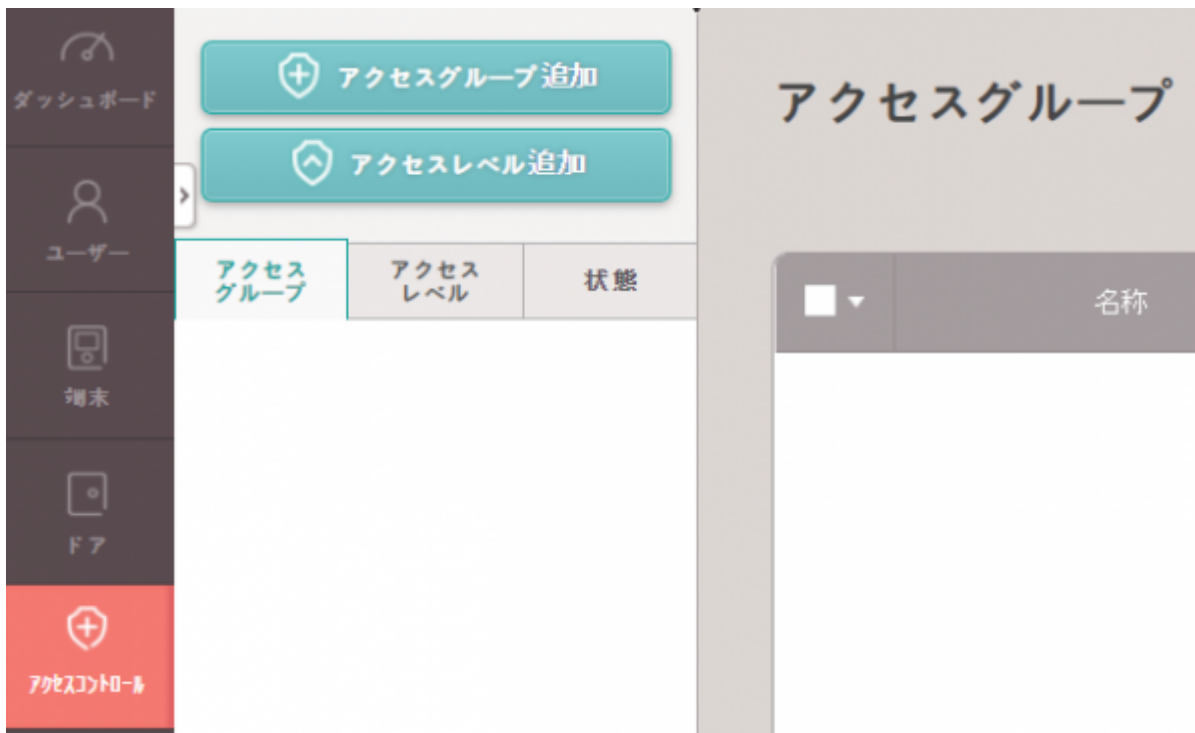 ダッシュボード
ユーザー
端末
ドア
アクセスコントロール
アクセスグループ追加
アクセスレベル追加
アクセス
グループ
アクセス
レベル
状態
アクセスグループ
名称